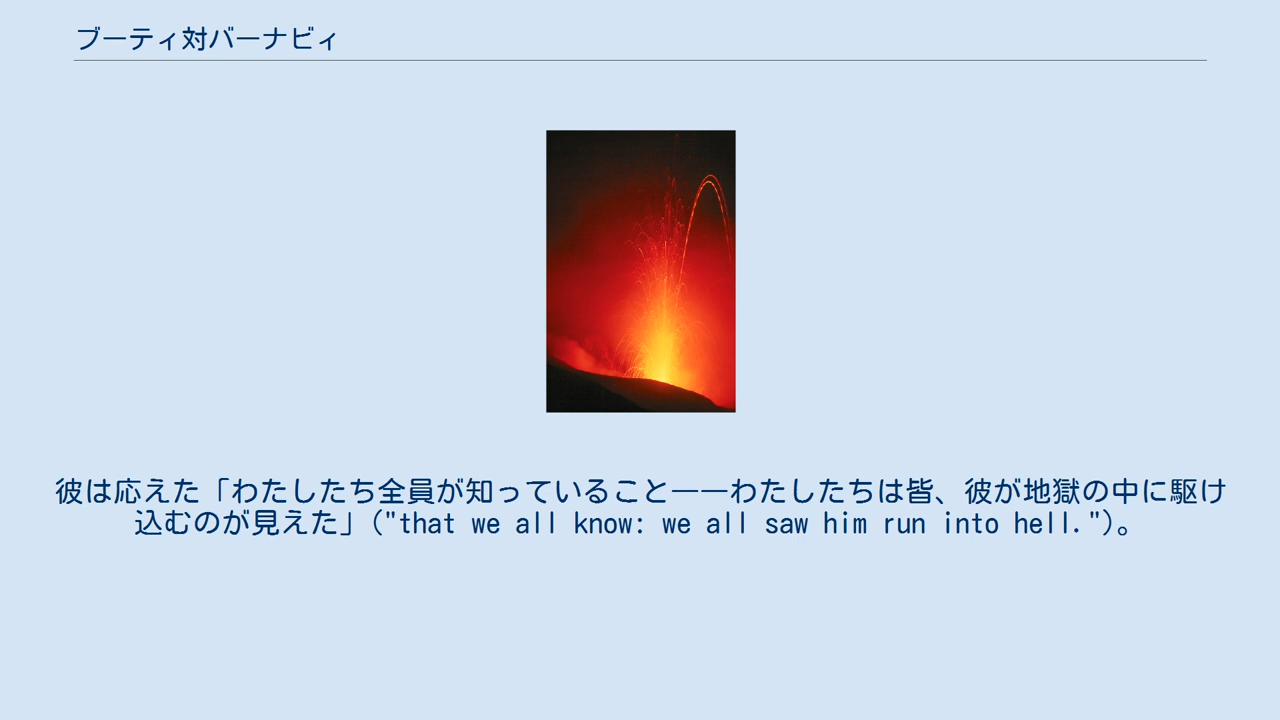 ブーティ対バーナビィ
彼は応えた「わたしたち全員が知っていること――わたしたちは皆、彼が地獄の中に駆け
込むのが見えた」("that we all know: we all saw him run into hell.")。